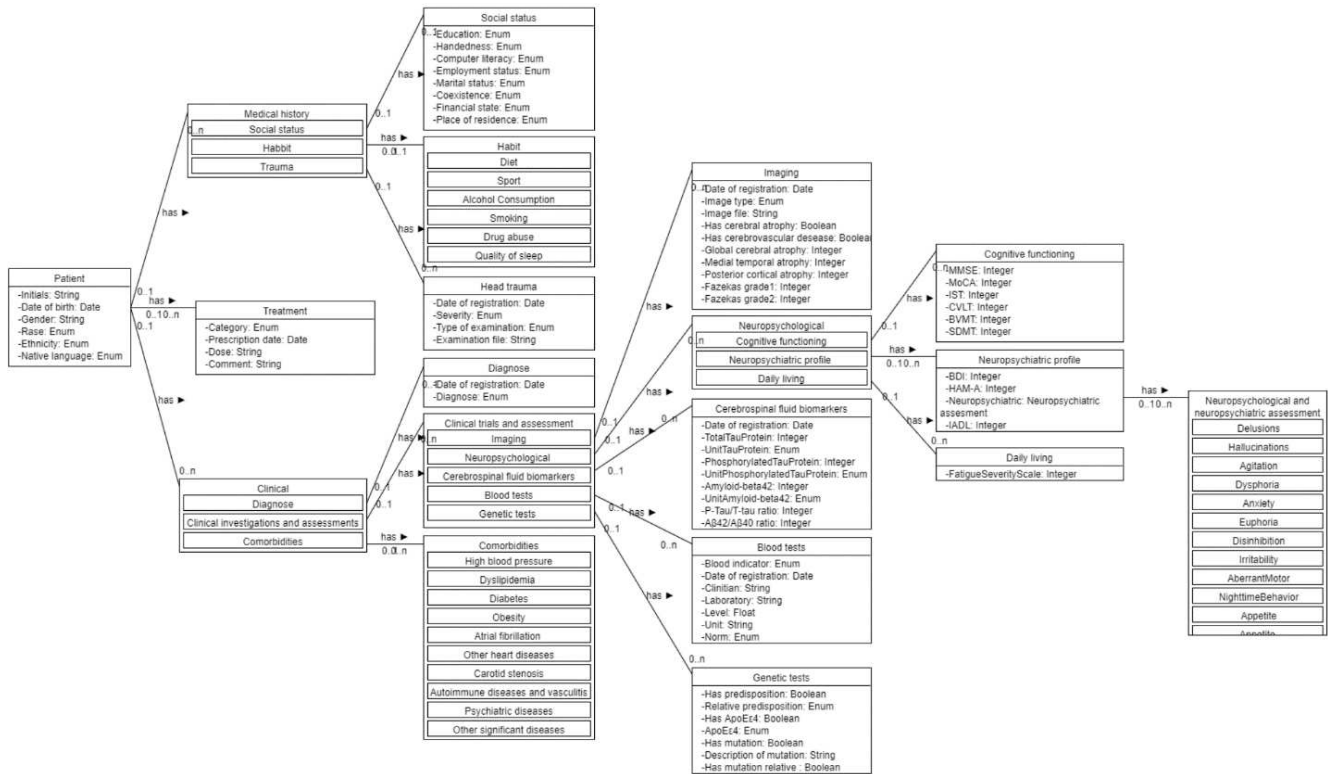 Social status
-Education: Enum
-Handedness: Enum
-Computer literacy: Enum
-Employment status: Enum
-Marital status: Enum
-Coexistence: Enum
-Financial state: Enum
-Place of residence: Enum
0..1
has ►
0..1
Medical history
0..n
Social status
Habbit
Trauma
has ►
0..1
has ►
0..1
has ►
0..n
Habit
Diet
Sport
Alcohol Consumption
Smoking
Drug abuse
Quality of sleep
Head trauma
-Date of registration: Date
-Severity: Enum
-Type of examination: Enum
-Examination file: String
has ►
Patient
-Initials: String
-Date of birth: Date
-Gender: String
-Rase: Enum
-Ethnicity: Enum
-Native language: Enum
0..1
has ►
0..10..n
0..1
has ►
0..n
Treatment
-Category: Enum
-Prescription date: Date
-Dose: String
-Comment: String
Diagnose
-Date of registration: Date
-Diagnose: Enum
has ►
0..n
has ►
Clinical trials and assessment
Imaging
Neuropsychological
Cerebrospinal fluid biomarkers
Blood tests
Genetic tests
Clinical
Diagnose
Clinical investigations and assessments
Comorbidities
0..1
0..1
has ►
Comorbidities
High blood pressure
Dyslipidemia
Diabetes
Obesity
Atrial fibrillation
Other heart diseases
Carotid stenosis
Autoimmune diseases and vasculitis
Psychiatric diseases
Other significant diseases
Imaging
0..n
-Date of registration: Date
-Image type: Enum
-Image file: String
-Has cerebral atrophy: Boolean
-Has cerebrovascular desease: Boolean
-Global cerebral atrophy: Integer
-Medial temporal atrophy: Integer
-Posterior cortical atrophy: Integer
-Fazekas grade1: Integer
-Fazekas grade2: Integer
has ►
Neuropsychological
0..n
Cognitive functioning
Neuropsychiatric profile
Daily living
has ►
0..n
0..1
0..1
0..1
has ►
Cerebrospinal fluid biomarkers
-Date of registration: Date
-TotalTauProtein: Integer
-UnitTauProtein: Enum
-PhosphorylatedTauProtein: Integer
-UnitPhosphorylatedTauProtein: Enum
-Amyloid-beta42: Integer
-UnitAmyloid-beta42: Enum
-P-Tau/T-tau ratio: Integer
-Aβ42/Aβ40 ratio: Integer
0..1
has ►
0..1
0..n
Blood tests
-Blood indicator: Enum
-Date of registration: Date
-Clinitian: String
-Laboratory: String
-Level: Float
-Unit: String
-Norm: Enum
has ►
0..n
Genetic tests
-Has predisposition: Boolean
-Relative predisposition: Enum
-Has ApoEε4: Boolean
-ApoEε4: Enum
-Has mutation: Boolean
-Description of mutation: String
-Has mutation relative : Boolean
Cognitive functioning
0..n
-MMSE: Integer
-MoCA: Integer
-IST: Integer
-CVLT: Integer
-BVMT: Integer
-SDMT: Integer
has ►
0..1
has ►
0..10..n
Neuropsychiatric profile
-BDI: Integer
-HAM-A: Integer
-Neuropsychiatric: Neuropsychiatric
assesment
-IADL: Integer
0..1
has ►
0..n
Daily living
-FatigueSeverityScale: Integer
has ►
0..10..n
Neuropsychological and
neuropsychiatric assessment
Delusions
Hallucinations
Agitation
Dysphoria
Anxiety
Euphoria
Disinhibition
Irritability
AberrantMotor
NighttimeBehavior
Appetite
Appetite